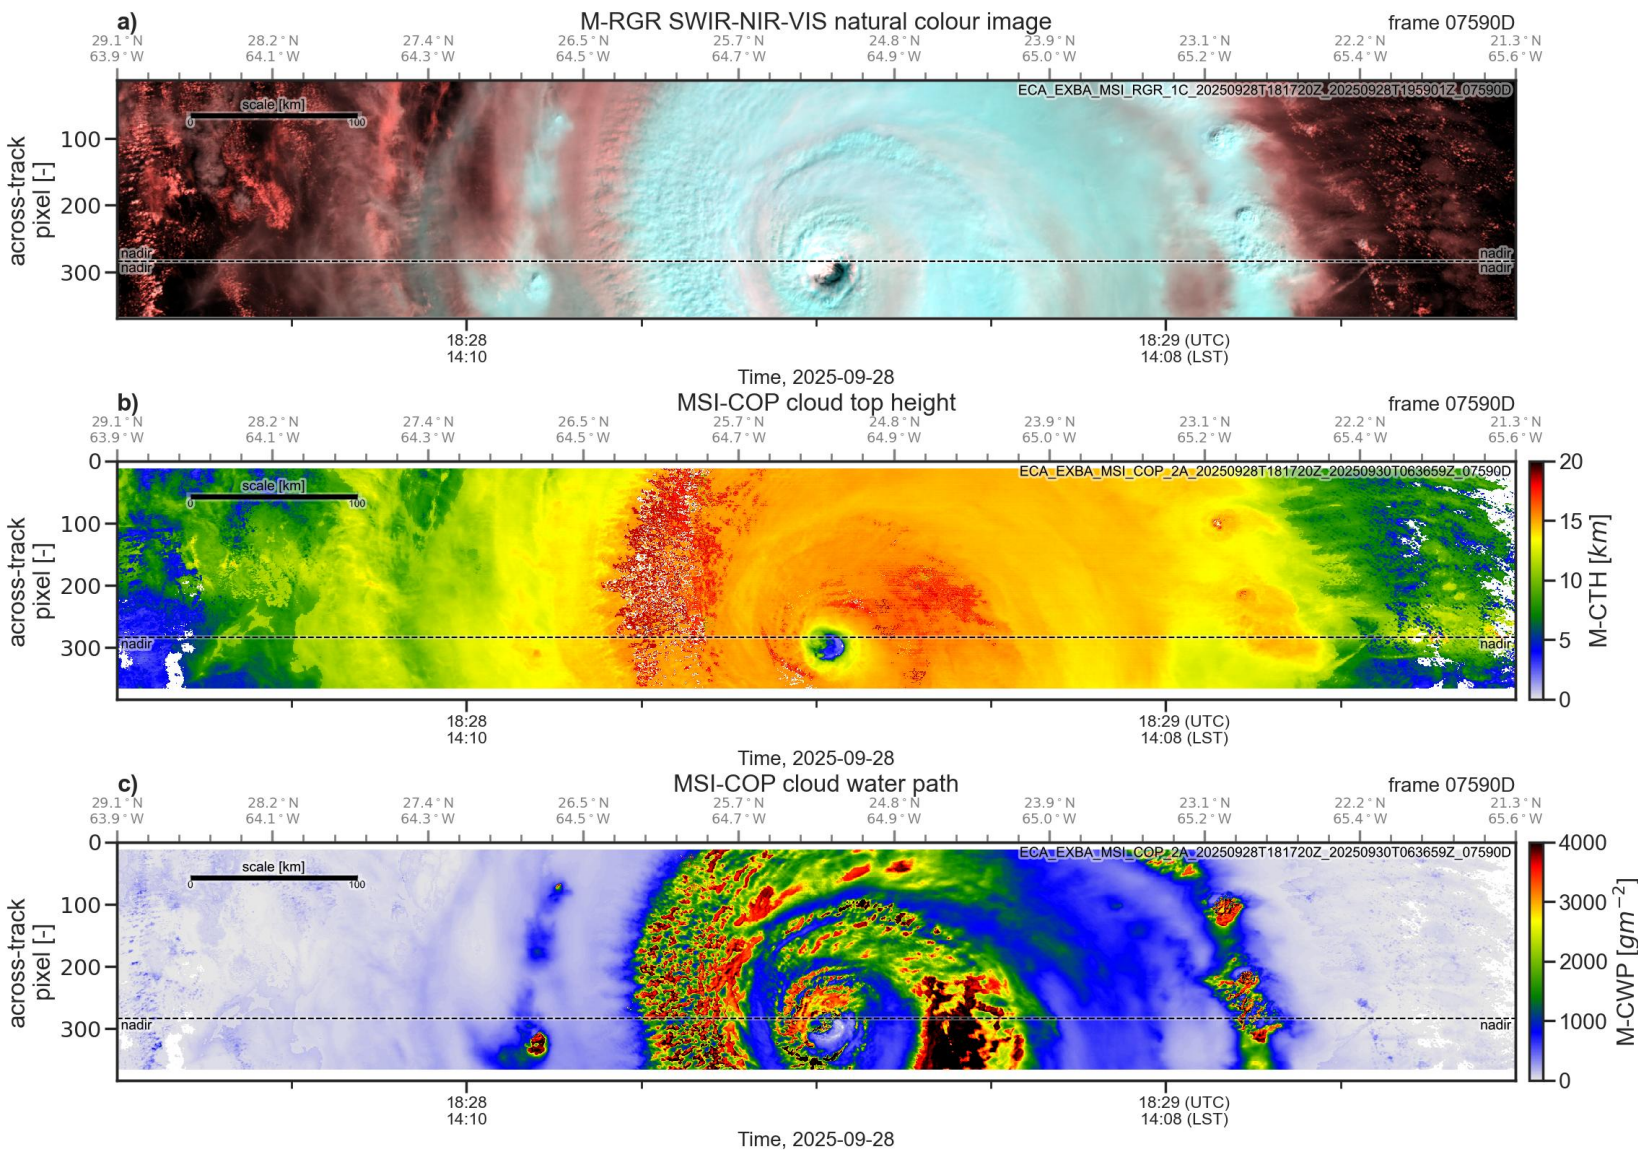 a) M-RGR SWIR-NIR-VIS natural colour image frame 07590D
29.1°N 28.2°N 27.4°N 26.5°N 25.7°N 24.8°N 23.9°N 23.1°N 22.2°N 21.3°N
63.9°W 64.1°W 64.3°W 64.5°W 64.7°W 64.9°W 65.0°W 65.2°W 65.4°W 65.6°W
ECA_EXBA_MSI_RGR_1C_20250928T181720Z_20250928T195901Z_07590D
scale [km]
0 100
across-track
pixel [-]
100
200
300
nadir nadir
nadir nadir
18:28 18:29 (UTC)
14:10 14:08 (LST)
Time, 2025-09-28
b) MSI-COP cloud top height frame 07590D
29.1°N 28.2°N 27.4°N 26.5°N 25.7°N 24.8°N 23.9°N 23.1°N 22.2°N 21.3°N
63.9°W 64.1°W 64.3°W 64.5°W 64.7°W 64.9°W 65.0°W 65.2°W 65.4°W 65.6°W
ECA_EXBA_MSI_COP_2A_20250928T181720Z_20250930T063659Z_07590D
scale [km]
0 100
across-track
pixel [-]
0
100
200
300
nadir nadir
20
15
10
5
0
M-CTH [km]
18:28 18:29 (UTC)
14:10 14:08 (LST)
Time, 2025-09-28
c) MSI-COP cloud water path frame 07590D
29.1°N 28.2°N 27.4°N 26.5°N 25.7°N 24.8°N 23.9°N 23.1°N 22.2°N 21.3°N
63.9°W 64.1°W 64.3°W 64.5°W 64.7°W 64.9°W 65.0°W 65.2°W 65.4°W 65.6°W
ECA_EXBA_MSI_COP_2A_20250928T181720Z_20250930T063659Z_07590D
scale [km]
0 100
across-track
pixel [-]
0
100
200
300
nadir nadir
4000
3000
2000
1000
0
M-CWP [gm⁻²]
18:28 18:29 (UTC)
14:10 14:08 (LST)
Time, 2025-09-28